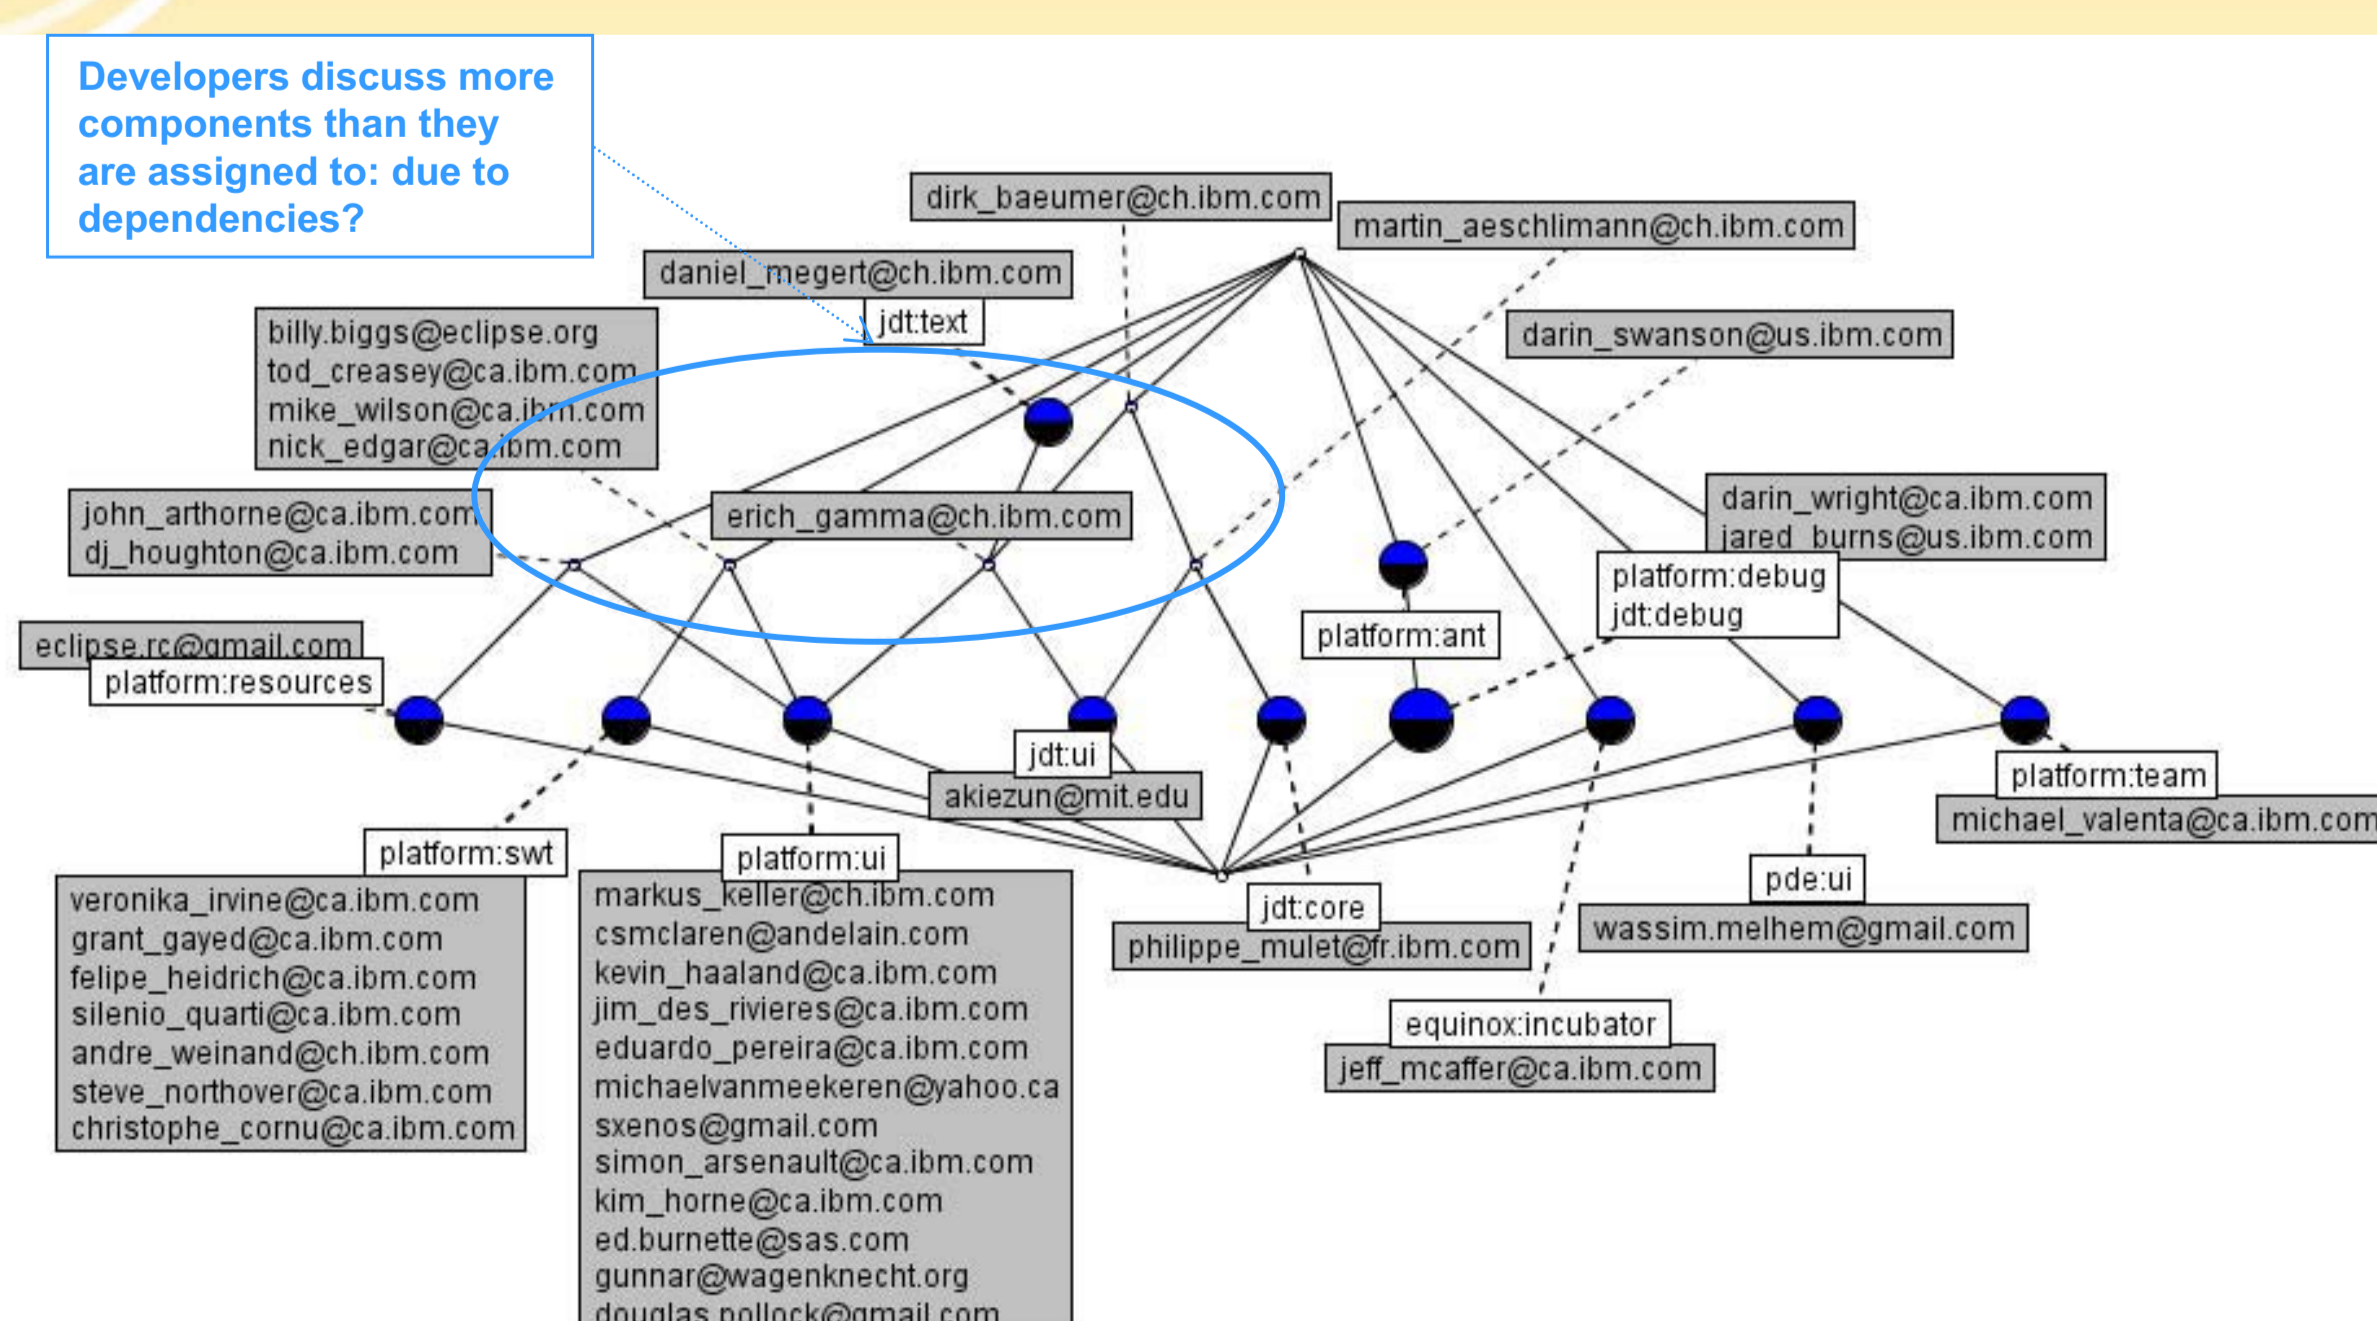 Developers discuss more
components than they
are assigned to: due to
dependencies?
dirk_baeumer@ch.ibm.com
martin_aeschlimann@ch.ibm.com
daniel_megert@ch.ibm.com
jdt:text
billy.biggs@eclipse.org
tod_creasey@ca.ibm.com
mike_wilson@ca.ibm.com
nick_edgar@ca.ibm.com
darin_swanson@us.ibm.com
john_arthorne@ca.ibm.com
dj_houghton@ca.ibm.com
erich_gamma@ch.ibm.com
darin_wright@ca.ibm.com
jared_burns@us.ibm.com
platform:debug
jdt:debug
platform:ant
eclipse.rc@gmail.com
platform:resources
jdt:ui
akiezun@mit.edu
platform:team
michael_valenta@ca.ibm.com
platform:swt
veronika_irvine@ca.ibm.com
grant_gayed@ca.ibm.com
felipe_heidrich@ca.ibm.com
silenio_quarti@ca.ibm.com
andre_weinand@ch.ibm.com
steve_northover@ca.ibm.com
christophe_cornu@ca.ibm.com
platform:ui
markus_keller@ch.ibm.com
csmclaren@andelain.com
kevin_haaland@ca.ibm.com
jim_des_rivieres@ca.ibm.com
eduardo_pereira@ca.ibm.com
michaelvanmeekeren@yahoo.ca
sxenos@gmail.com
simon_arsenault@ca.ibm.com
kim_horne@ca.ibm.com
ed.burnette@sas.com
gunnar@wagenknecht.org
douglas.pollock@gmail.com
jdt:core
philippe_mulet@fr.ibm.com
pde:ui
wassim.melhem@gmail.com
equinox:incubator
jeff_mcaffer@ca.ibm.com